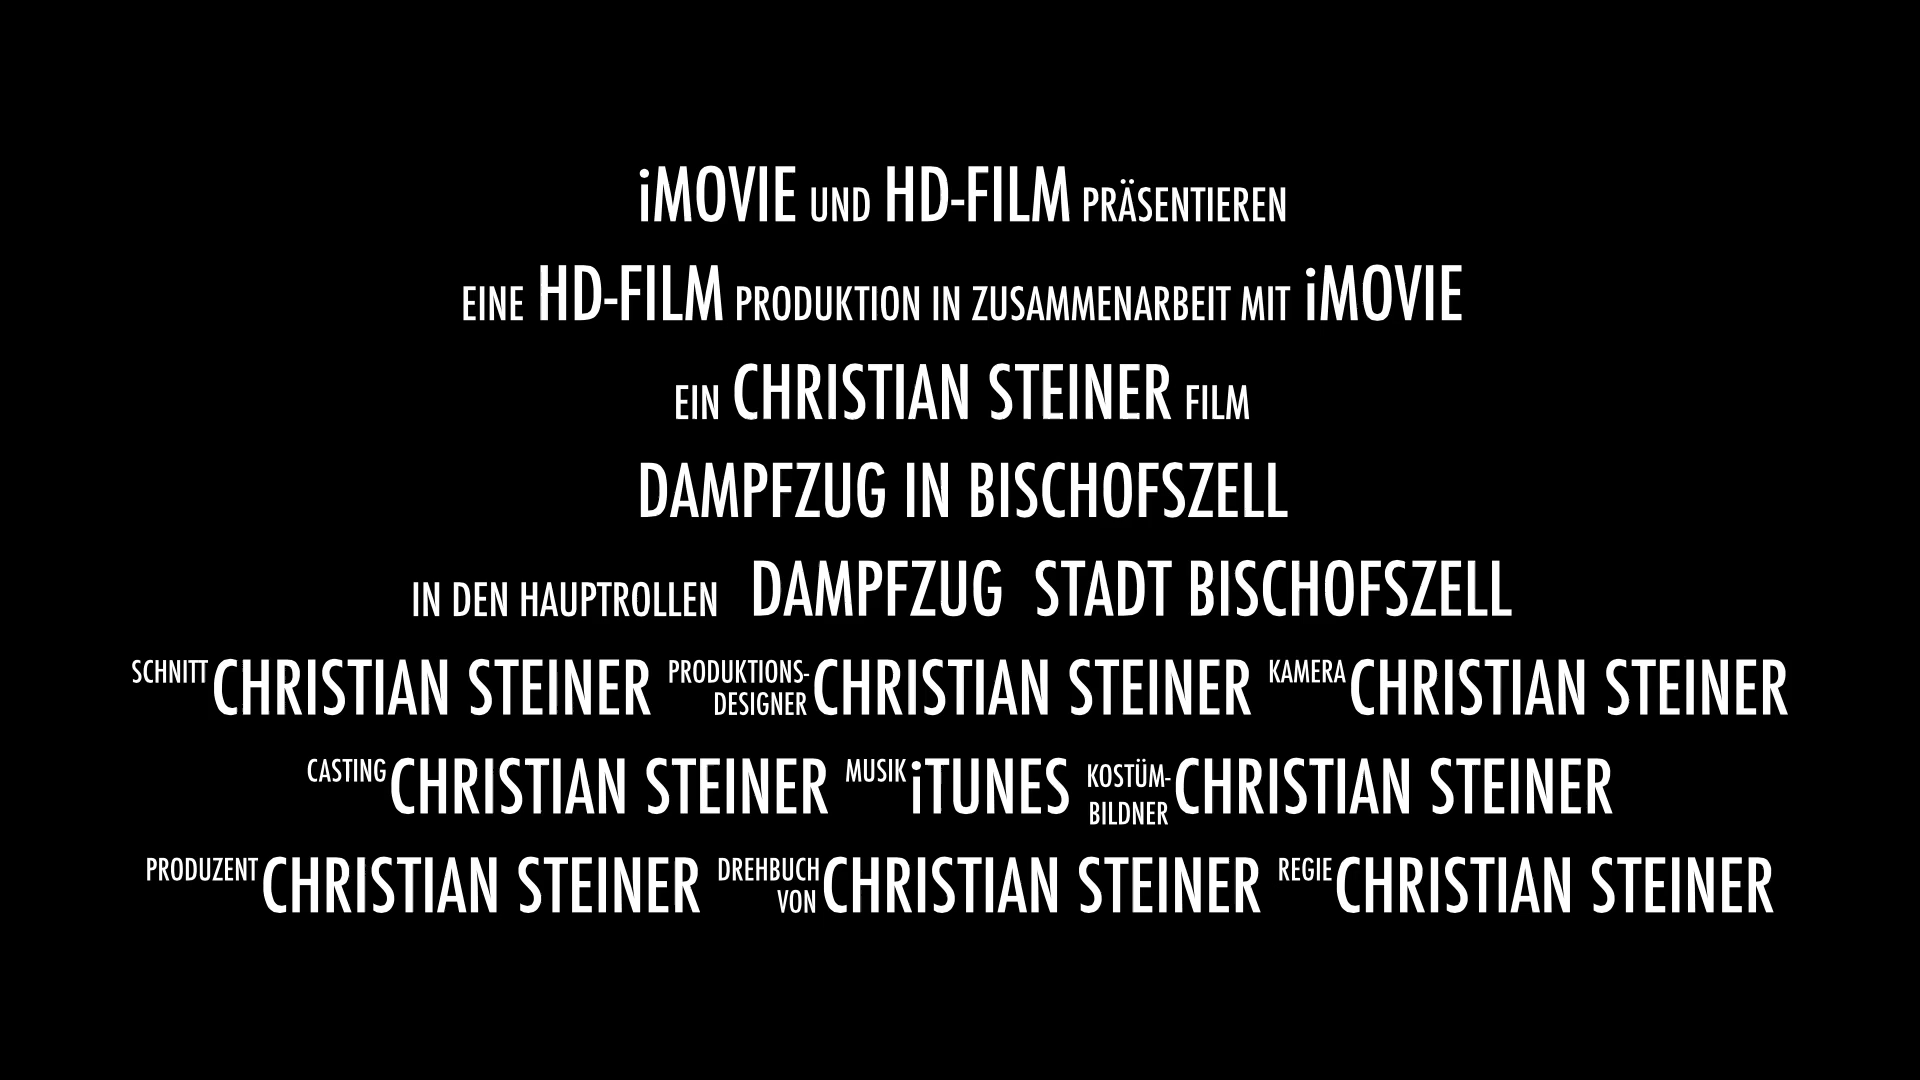 iMOVIE UND HD-FILM PRÄSENTIEREN
EINE HD-FILM PRODUKTION IN ZUSAMMENARBEIT MIT iMOVIE
EIN CHRISTIAN STEINER FILM
DAMPFZUG IN BISCHOFSZELL
IN DEN HAUPTROLLEN DAMPFZUG STADT BISCHOFSZELL
SCHNITT CHRISTIAN STEINER PRODUKTIONS-DESIGNER CHRISTIAN STEINER KAMERA CHRISTIAN STEINER
CASTING CHRISTIAN STEINER MUSIK iTUNES KOSTÜM-BILDNER CHRISTIAN STEINER
PRODUZENT CHRISTIAN STEINER DREHBUCH VON CHRISTIAN STEINER REGIE CHRISTIAN STEINER